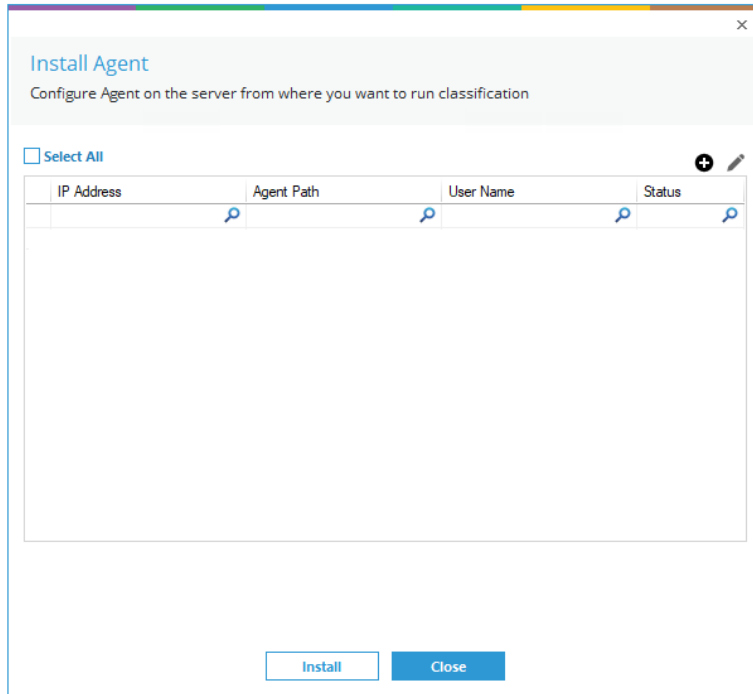 Install Agent
Configure Agent on the server from where you want to run classification
Select All
IP Address Agent Path User Name Status
Install Close